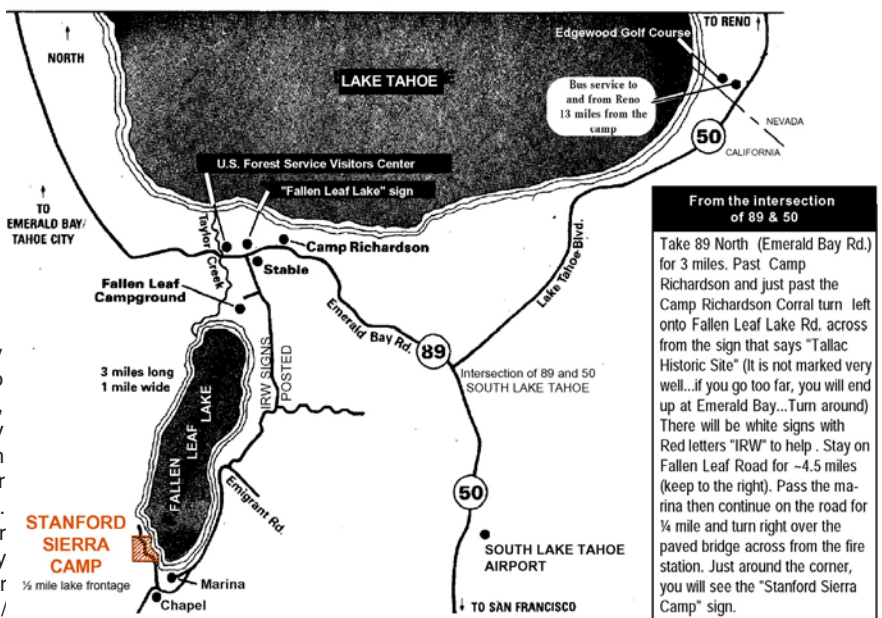 TO RENO
Edgewood Golf Course
NORTH
LAKE TAHOE
Bus service to
and from Reno
13 miles from the
camp
NEVADA
50
CALIFORNIA
U.S. Forest Service Visitors Center
"Fallen Leaf Lake" sign
TO
EMERALD BAY/
TAHOE CITY
Taylor
Creek
Camp Richardson
Stable
Lake Tahoe Blvd.
Fallen Leaf
Campground
Emerald Bay Rd.
89
3 miles long
1 mile wide
IRW SIGNS
POSTED
Intersection of 89 and 50
SOUTH LAKE TAHOE
FALLEN
LEAF
LAKE
Emigrant Rd.
50
STANFORD
SIERRA
CAMP
½ mile lake frontage
SOUTH LAKE TAHOE
AIRPORT
Marina
Chapel
TO SAN FRANCISCO
From the intersection
of 89 & 50
Take 89 North (Emerald Bay Rd.)
for 3 miles. Past Camp
Richardson and just past the
Camp Richardson Corral turn left
onto Fallen Leaf Lake Rd. across
from the sign that says "Tallac
Historic Site" (It is not marked very
well...if you go too far, you will end
up at Emerald Bay...Turn around)
There will be white signs with
Red letters "IRW" to help . Stay on
Fallen Leaf Road for ~4.5 miles
(keep to the right). Pass the ma-
rina then continue on the road for
¼ mile and turn right over the
paved bridge across from the fire
station. Just around the corner,
you will see the "Stanford Sierra
Camp" sign.